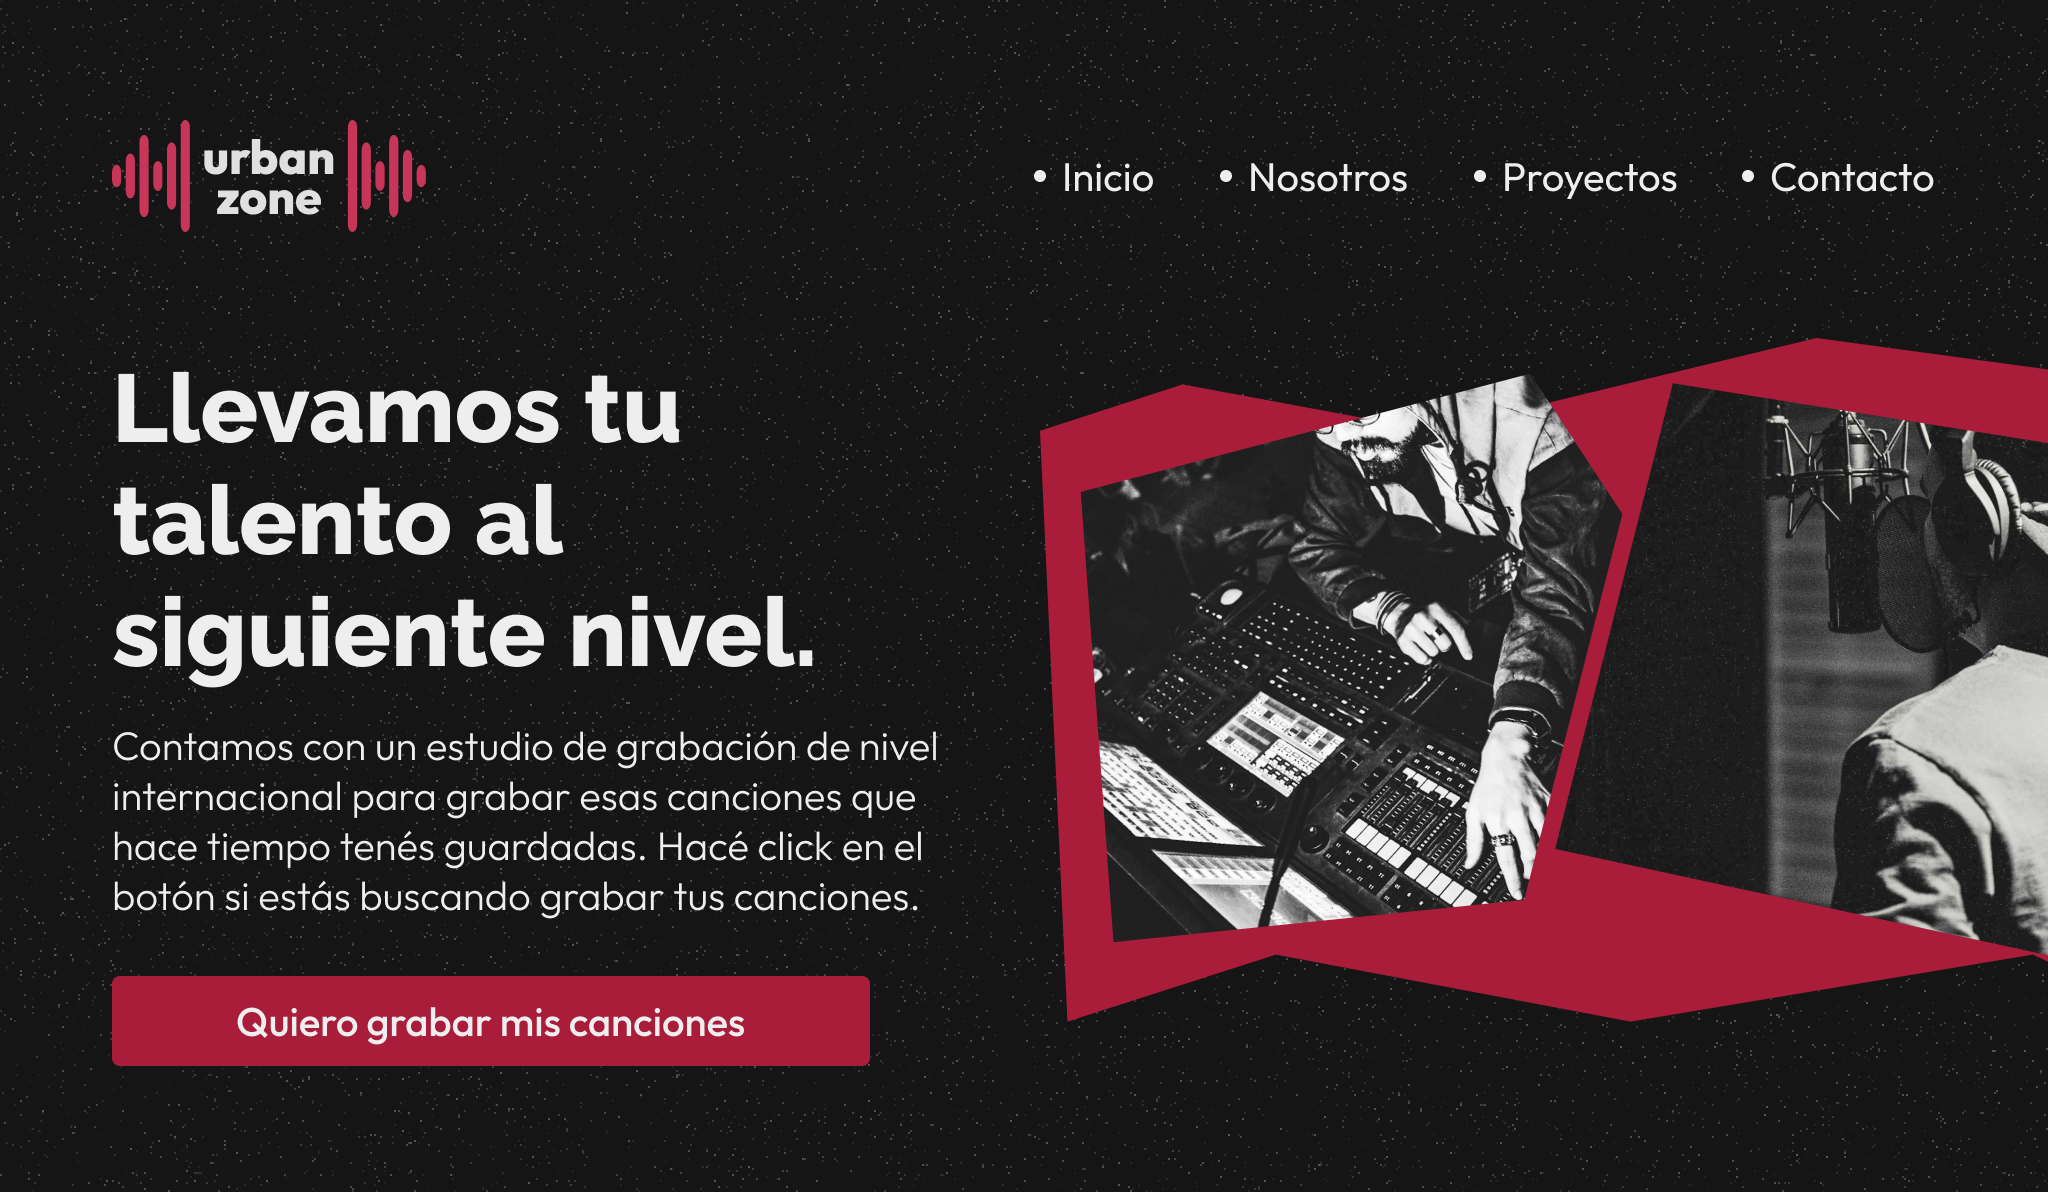 urban
zone
• Inicio • Nosotros • Proyectos • Contacto
Llevamos tu
talento al
siguiente nivel.
Contamos con un estudio de grabación de nivel
internacional para grabar esas canciones que
hace tiempo tenés guardadas. Hacé click en el
botón si estás buscando grabar tus canciones.
Quiero grabar mis canciones